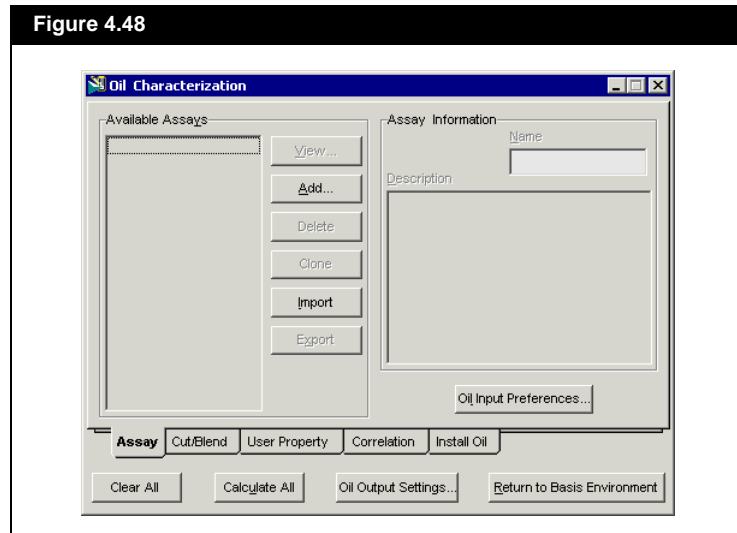 Figure 4.48
Oil Characterization
Available Assays
Assay Information
View...
Name
Add...
Description
Delete
Clone
Import
Export
Oil Input Preferences...
Assay Cut/Blend User Property Correlation Install Oil
Clear All Calculate All Oil Output Settings... Return to Basis Environment